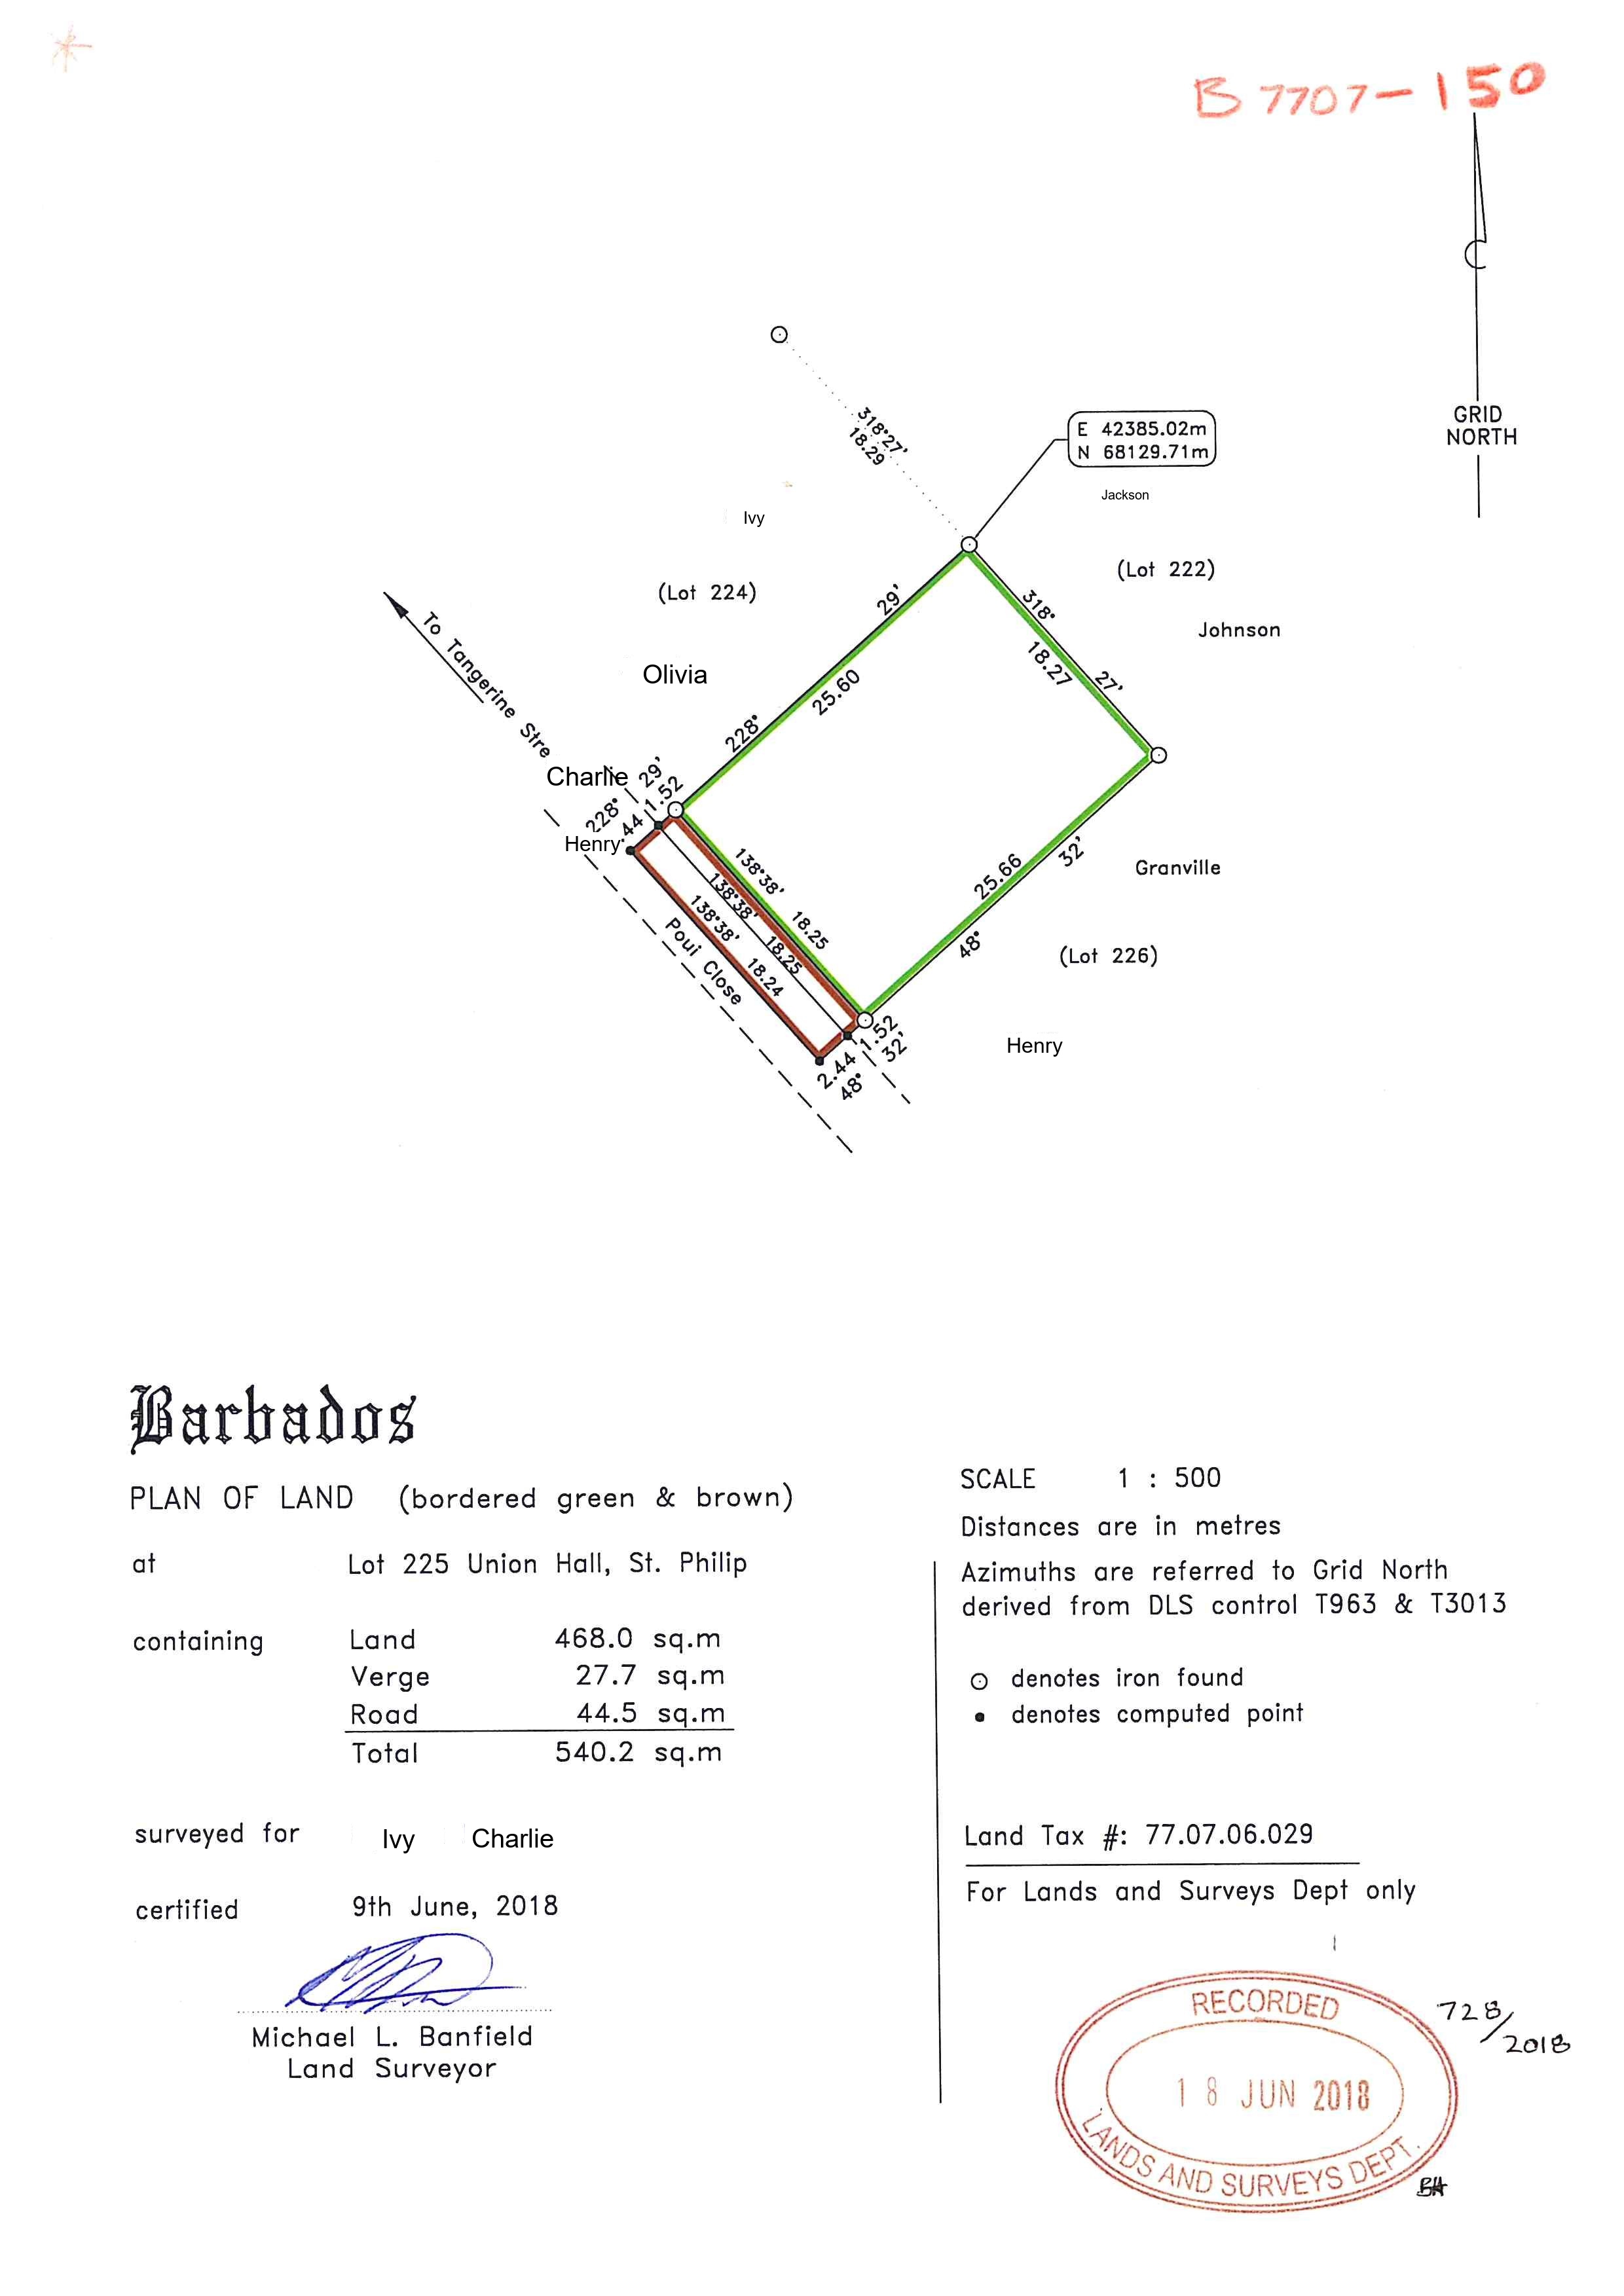 B 7707-150
GRID
NORTH
318°27'
18.29
E 42385.02m
N 68129.71m
Jackson
Ivy
(Lot 222)
(Lot 224)
Johnson
318°
27'
18.27
29'
228°
25.60
Olivia
To Tangerine Stre
Charlie
29'
1.52
228°
.44
Henry
138°38'
18.25
138°38'
18.25
138°38'
18.24
Poui Close
25.66
32'
48°
Granville
(Lot 226)
Henry
1.52
32'
2.44
48°
Barbados
PLAN OF LAND (bordered green & brown)
at Lot 225 Union Hall, St. Philip
containing Land 468.0 sq.m
Verge 27.7 sq.m
Road 44.5 sq.m
Total 540.2 sq.m
surveyed for Ivy Charlie
certified 9th June, 2018
Michael L. Banfield
Land Surveyor
SCALE 1 : 500
Distances are in metres
Azimuths are referred to Grid North
derived from DLS control T963 & T3013
denotes iron found
denotes computed point
Land Tax #: 77.07.06.029
For Lands and Surveys Dept only
RECORDED
18 JUN 2018
LANDS AND SURVEYS DEPT.
728/2018
BH